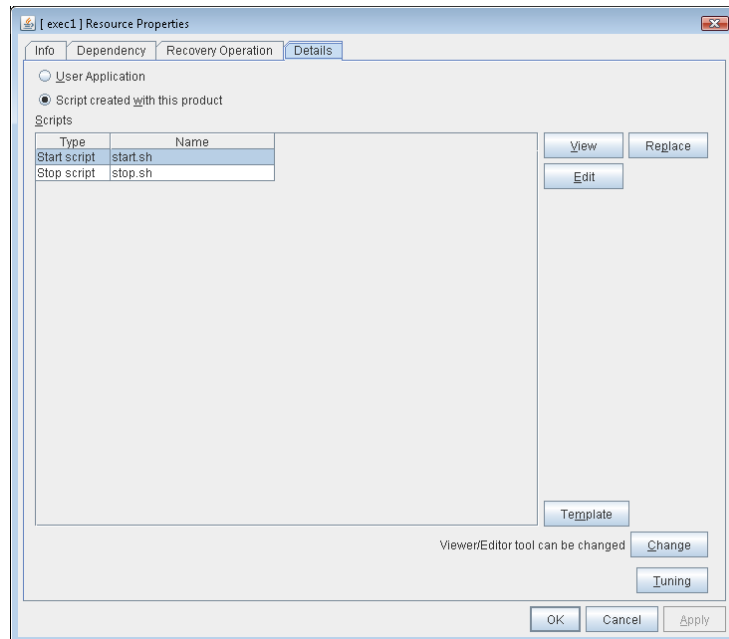 [ exec1 ] Resource Properties
Info Dependency Recovery Operation Details
User Application
Script created with this product
Scripts
Type Name
Start script start.sh
Stop script stop.sh
View Replace
Edit
Template
Viewer/Editor tool can be changed Change
Tuning
OK Cancel Apply